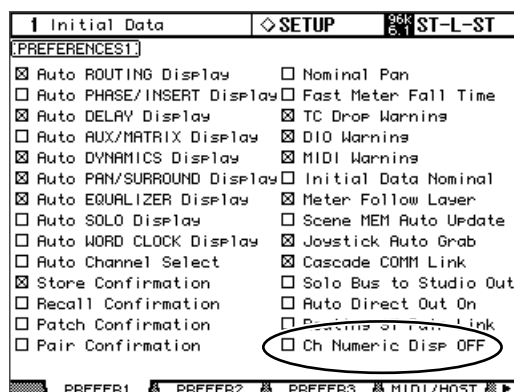 1 Initial Data ◇SETUP 96K 6.1 ST-L-ST
PREFERENCES1
☒ Auto ROUTING Display ☐ Nominal Pan
☐ Auto PHASE/INSERT Display ☐ Fast Meter Fall Time
☒ Auto DELAY Display ☒ TC Drop Warning
☐ Auto AUX/MATRIX Display ☒ DIO Warning
☒ Auto DYNAMICS Display ☒ MIDI Warning
☒ Auto PAN/SURROUND Display ☐ Initial Data Nominal
☒ Auto EQUALIZER Display ☒ Meter Follow Layer
☐ Auto SOLO Display ☐ Scene MEM Auto Update
☐ Auto WORD CLOCK Display ☒ Joystick Auto Grab
☐ Auto Channel Select ☒ Cascade COMM Link
☒ Store Confirmation ☐ Solo Bus to Studio Out
☐ Recall Confirmation ☐ Auto Direct Out On
☐ Patch Confirmation ☐ Routing ST Pair Link
☐ Pair Confirmation ☐ Ch Numeric Disp OFF
PREFER1 PREFER2 PREFER3 MIDI/HOST